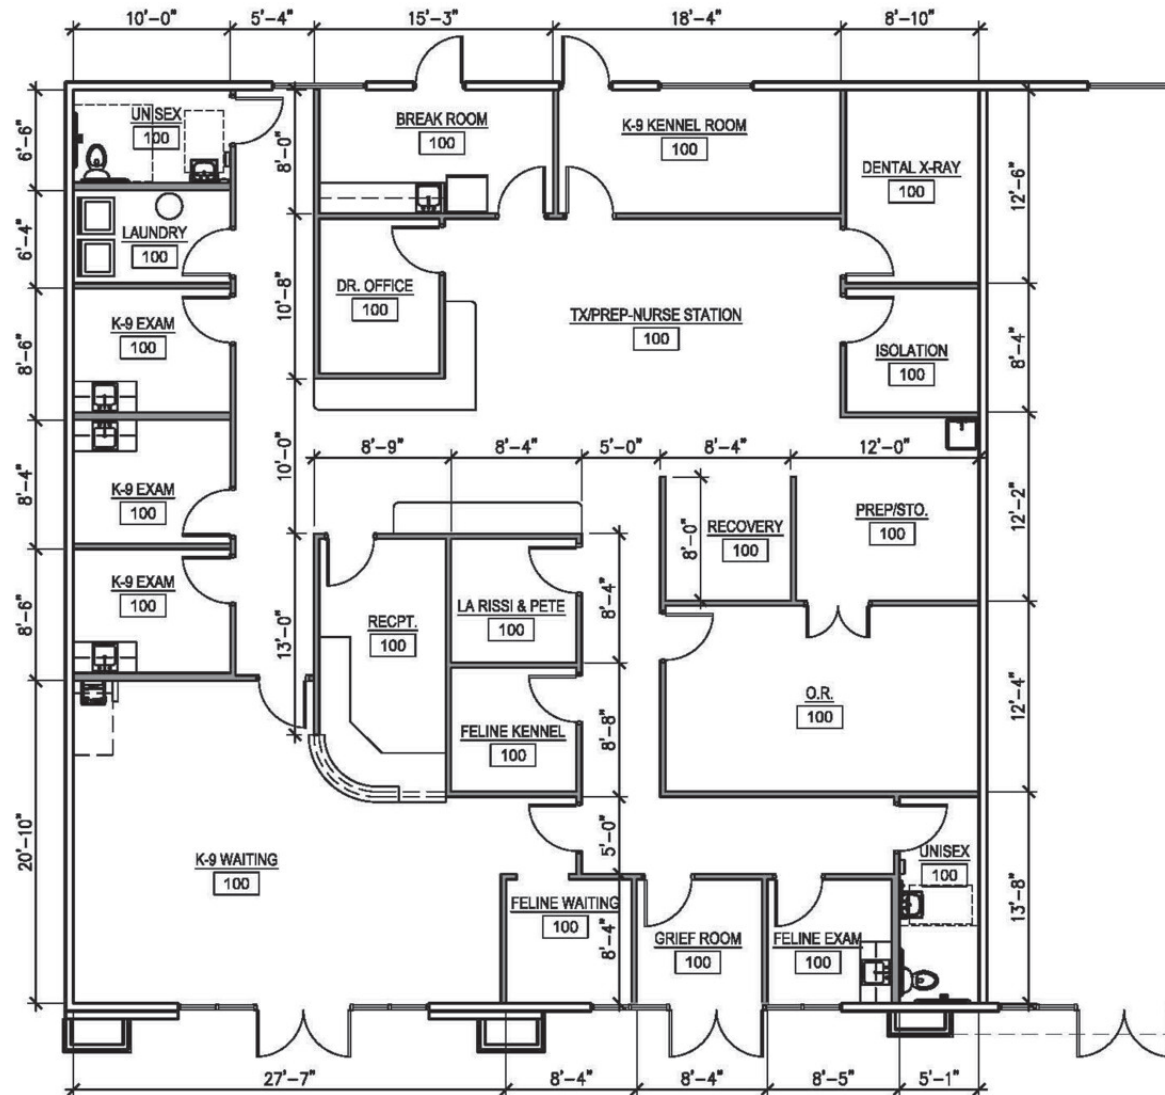 10'-0"
5'-4"
15'-3"
18'-4"
8'-10"
UNISEX
100
BREAK ROOM
100
K-9 KENNEL ROOM
100
DENTAL X-RAY
100
6'-6"
8'-0"
12'-6"
LAUNDRY
100
6'-4"
DR. OFFICE
100
10'-8"
TX/PREP-NURSE STATION
100
K-9 EXAM
100
8'-6"
ISOLATION
100
8'-4"
10'-0"
8'-9"
8'-4"
5'-0"
8'-4"
12'-0"
K-9 EXAM
100
8'-4"
RECOVERY
100
8'-0"
PREP/STO.
100
12'-2"
K-9 EXAM
100
8'-6"
13'-0"
RECPT.
100
LA RISSI & PETE
100
8'-4"
O.R.
100
12'-4"
FELINE KENNEL
100
8'-8"
K-9 WAITING
100
20'-10"
5'-0"
UNISEX
100
13'-8"
FELINE WAITING
100
8'-4"
GRIEF ROOM
100
FELINE EXAM
100
27'-7"
8'-4"
8'-4"
8'-5"
5'-1"